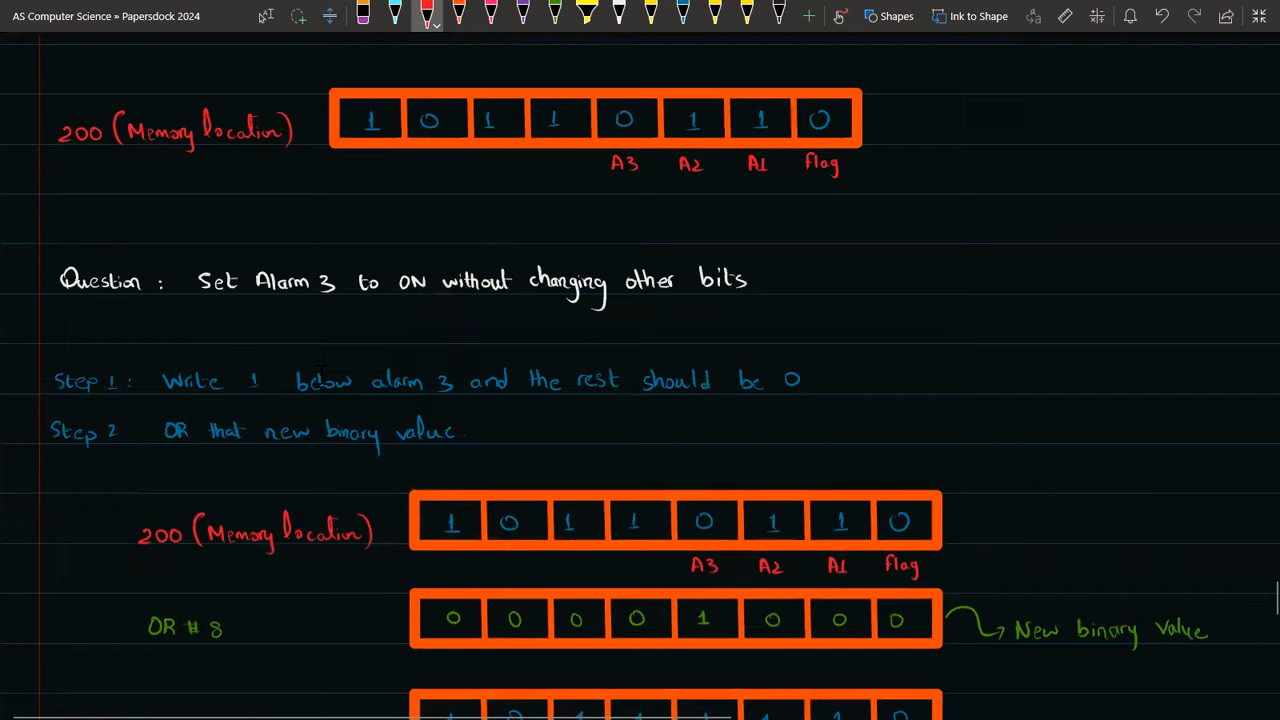 AS Computer Science » Papersdock 2024
Shapes
Ink to Shape
200 (Memory location) 1 0 1 1 0 1 1 0
A3 A2 A1 flag
Question : Set Alarm 3 to ON without changing other bits
Step 1 : Write 1 below alarm 3 and the rest should be 0
Step 2 OR that new binary value.
200 (Memory location) 1 0 1 1 0 1 1 0
A3 A2 A1 flag
OR # 8 0 0 0 0 1 0 0 0 New binary value